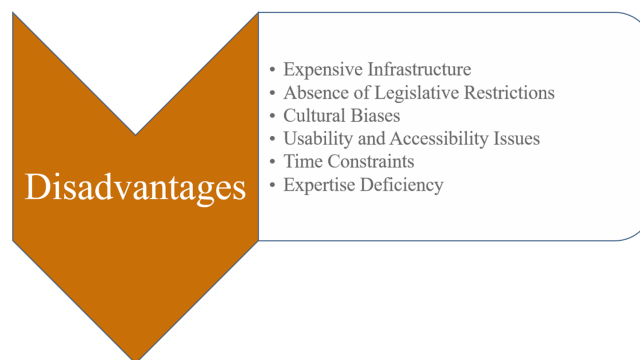 Disadvantages
• Expensive Infrastructure
• Absence of Legislative Restrictions
• Cultural Biases
• Usability and Accessibility Issues
• Time Constraints
• Expertise Deficiency